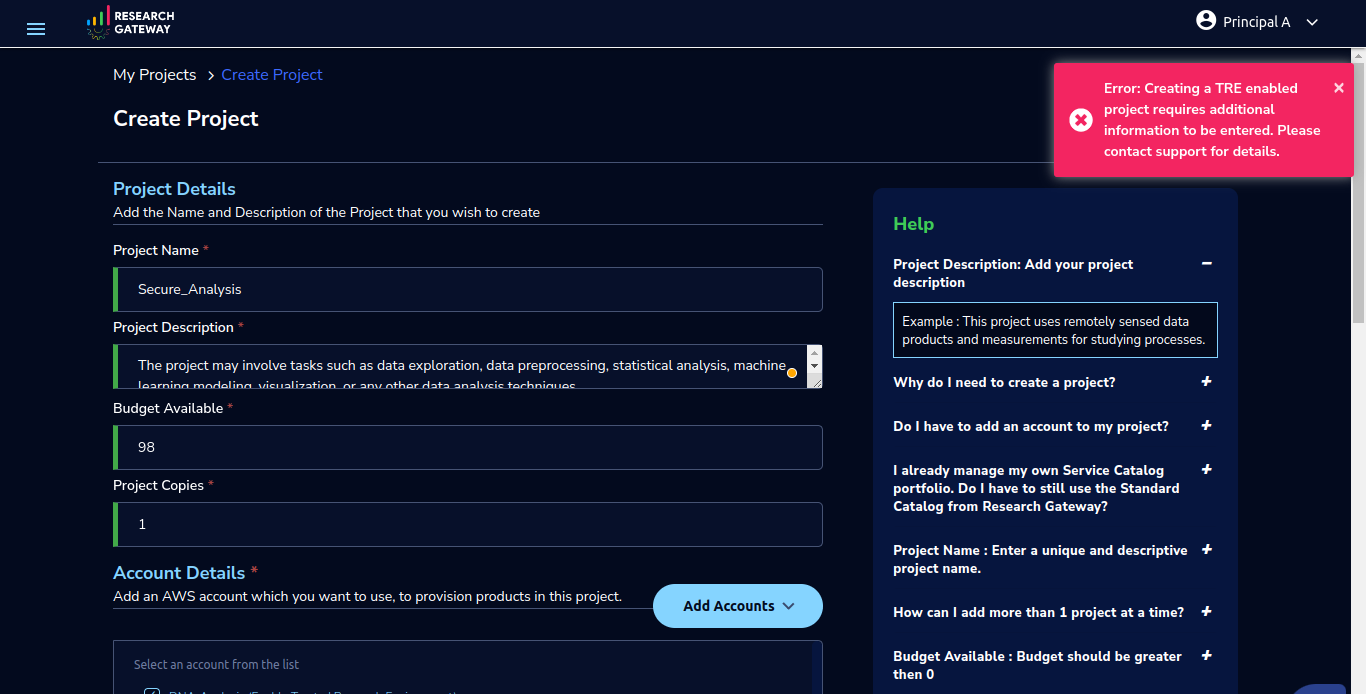 RESEARCH
GATEWAY
Principal A
My Projects > Create Project
Create Project
Error: Creating a TRE enabled
project requires additional
information to be entered. Please
contact support for details.
Project Details
Add the Name and Description of the Project that you wish to create
Project Name *
Secure_Analysis
Project Description *
The project may involve tasks such as data exploration, data preprocessing, statistical analysis, machine
learning modeling, visualization, or any other data analysis techniques
Budget Available *
98
Project Copies *
1
Account Details *
Add an AWS account which you want to use, to provision products in this project.
Add Accounts
Select an account from the list
Help
Project Description: Add your project
description
Example : This project uses remotely sensed data
products and measurements for studying processes.
Why do I need to create a project?
Do I have to add an account to my project?
I already manage my own Service Catalog
portfolio. Do I have to still use the Standard
Catalog from Research Gateway?
Project Name : Enter a unique and descriptive
project name.
How can I add more than 1 project at a time?
Budget Available : Budget should be greater
then 0